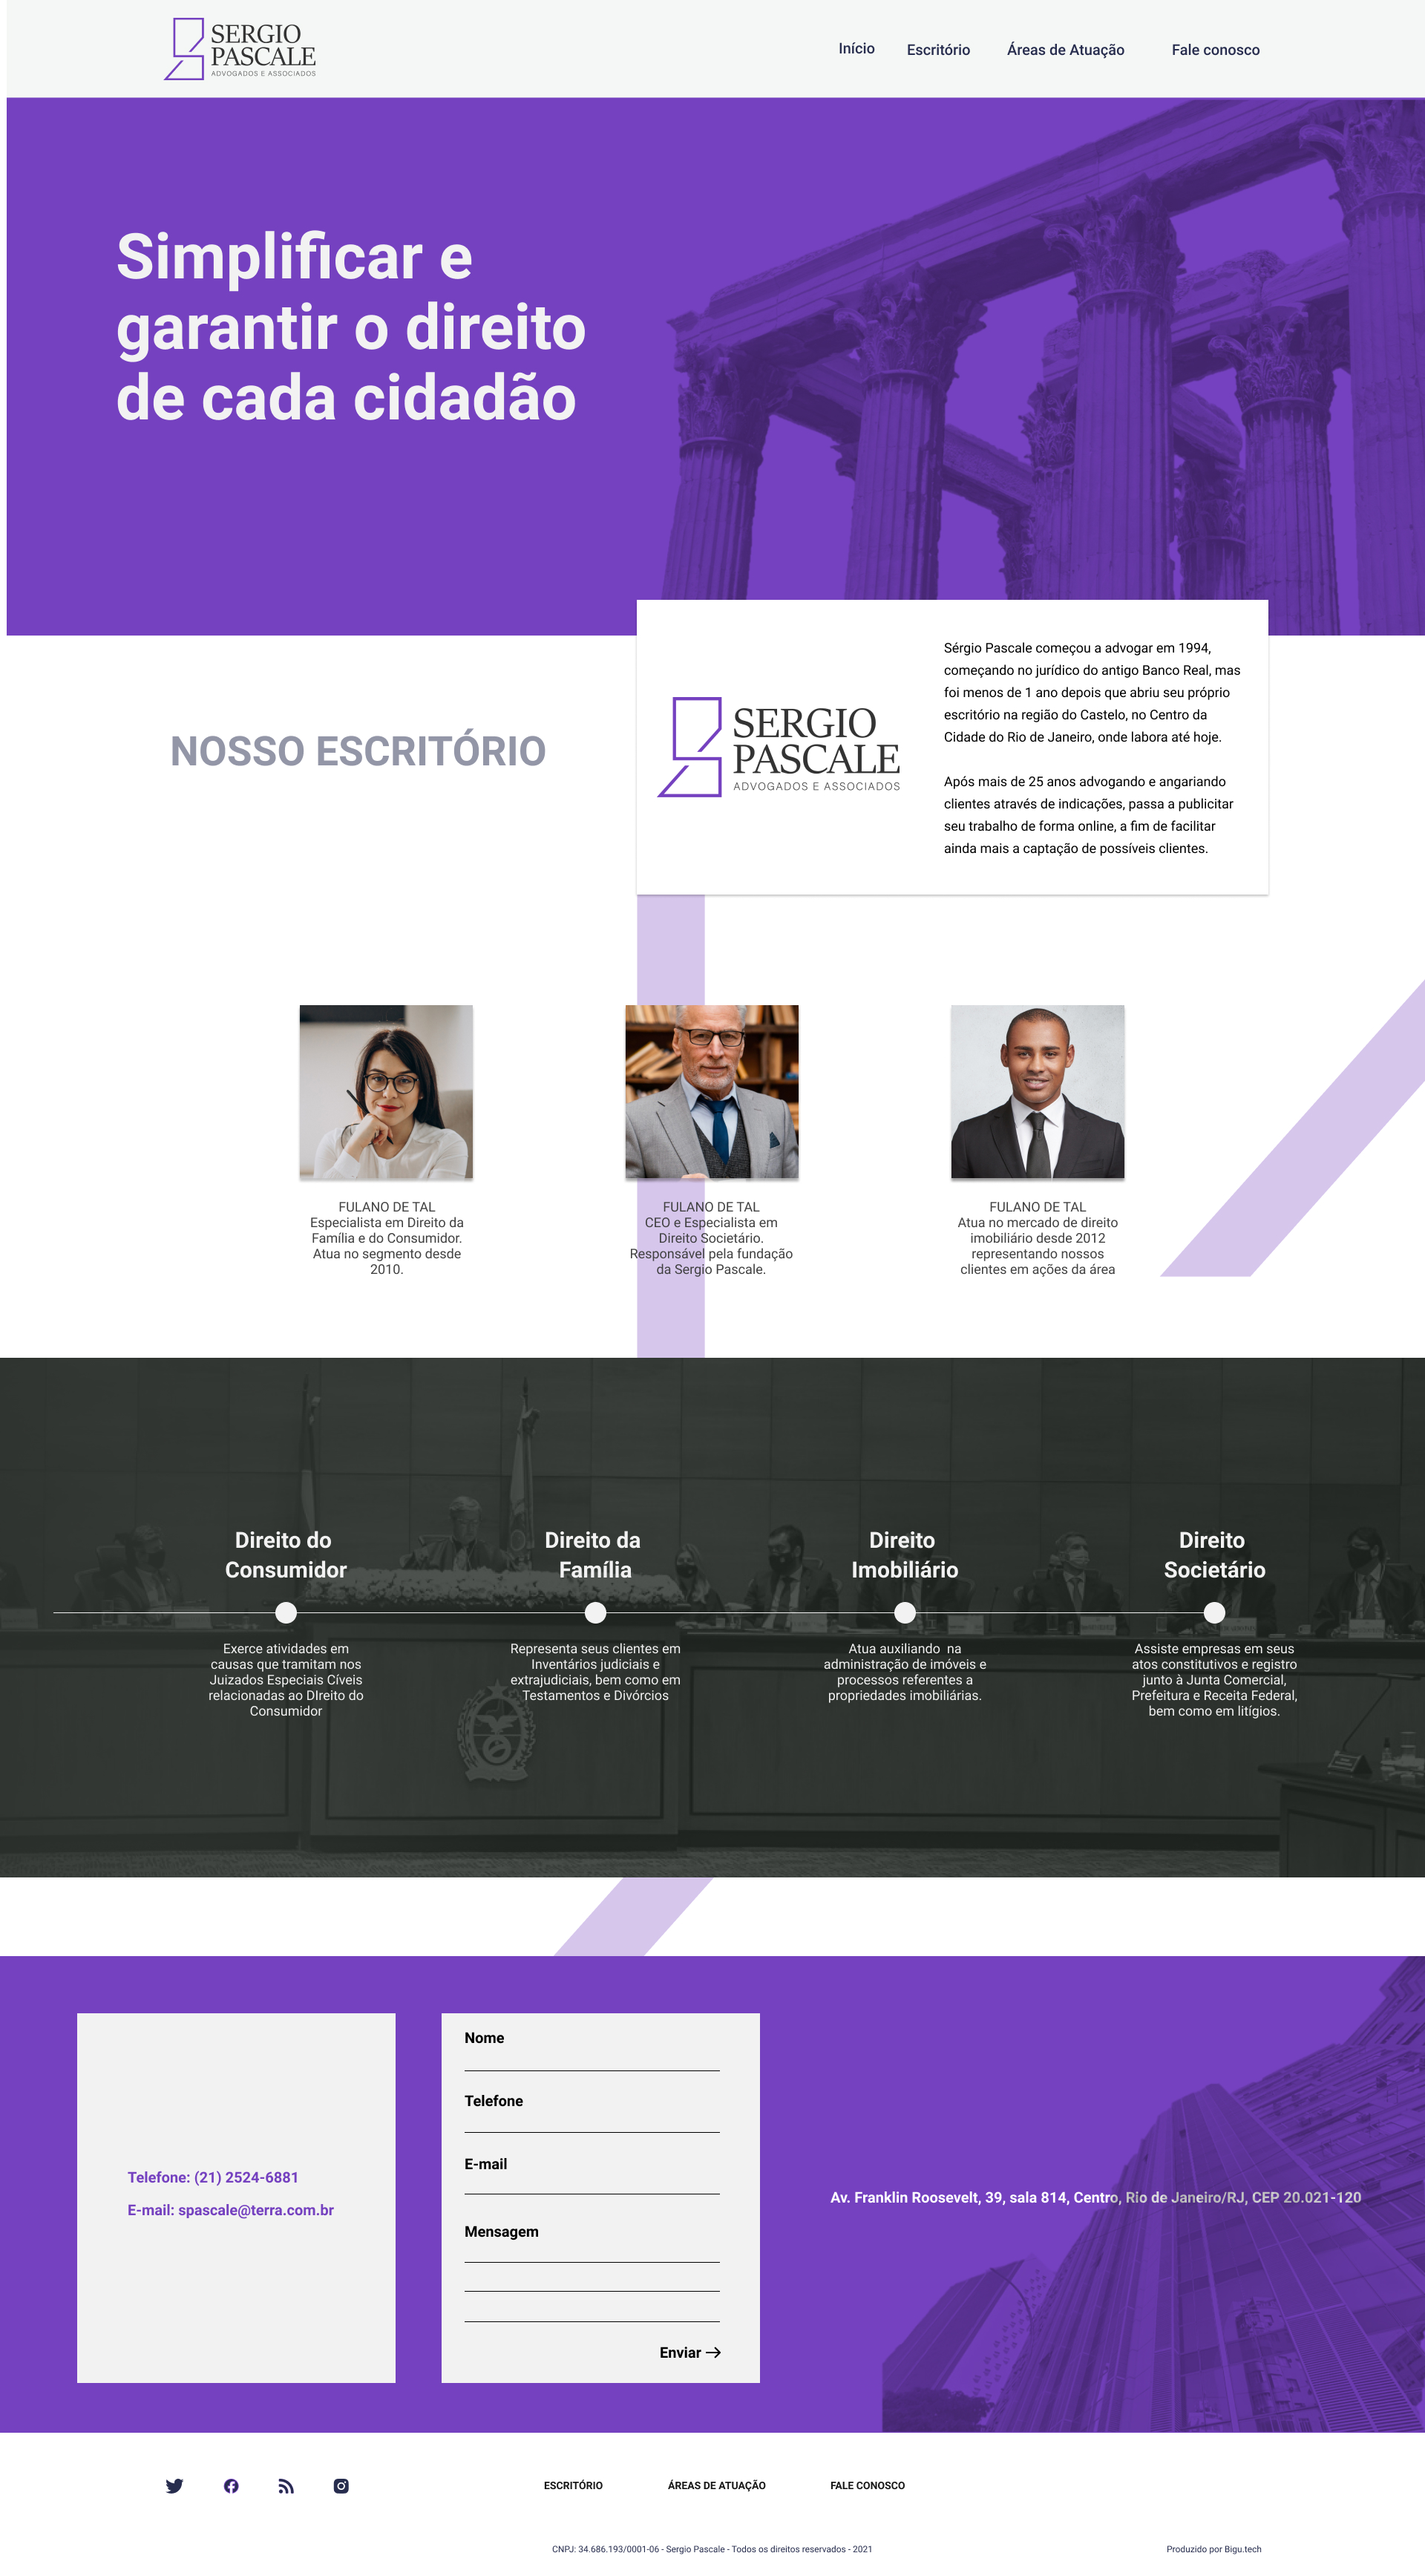 SERGIO
PASCALE
ADVOGADOS E ASSOCIADOS
Início
Escritório
Áreas de Atuação
Fale conosco
Simplificar e
garantir o direito
de cada cidadão
NOSSO ESCRITÓRIO
SERGIO
PASCALE
ADVOGADOS E ASSOCIADOS
Sérgio Pascale começou a advogar em 1994,
começando no jurídico do antigo Banco Real, mas
foi menos de 1 ano depois que abriu seu próprio
escritório na região do Castelo, no Centro da
Cidade do Rio de Janeiro, onde labora até hoje.
Após mais de 25 anos advogando e angariando
clientes através de indicações, passa a publicitar
seu trabalho de forma online, a fim de facilitar
ainda mais a captação de possíveis clientes.
FULANO DE TAL
Especialista em Direito da
Família e do Consumidor.
Atua no segmento desde
2010.
FULANO DE TAL
CEO e Especialista em
Direito Societário.
Responsável pela fundação
da Sergio Pascale.
FULANO DE TAL
Atua no mercado de direito
imobiliário desde 2012
representando nossos
clientes em ações da área
Direito do
Consumidor
Exerce atividades em
causas que tramitam nos
Juizados Especiais Cíveis
relacionadas ao DIreito do
Consumidor
Direito da
Família
Representa seus clientes em
Inventários judiciais e
extrajudiciais, bem como em
Testamentos e Divórcios
Direito
Imobiliário
Atua auxiliando  na
administração de imóveis e
processos referentes a
propriedades imobiliárias.
Direito
Societário
Assiste empresas em seus
atos constitutivos e registro
junto à Junta Comercial,
Prefeitura e Receita Federal,
bem como em litígios.
Telefone: (21) 2524-6881
E-mail: spascale@terra.com.br
Nome
Telefone
E-mail
Mensagem
Enviar
Av. Franklin Roosevelt, 39, sala 814, Centro, Rio de Janeiro/RJ, CEP 20.021-120
ESCRITÓRIO
ÁREAS DE ATUAÇÃO
FALE CONOSCO
CNPJ: 34.686.193/0001-06 - Sergio Pascale - Todos os direitos reservados - 2021
Produzido por Bigu.tech